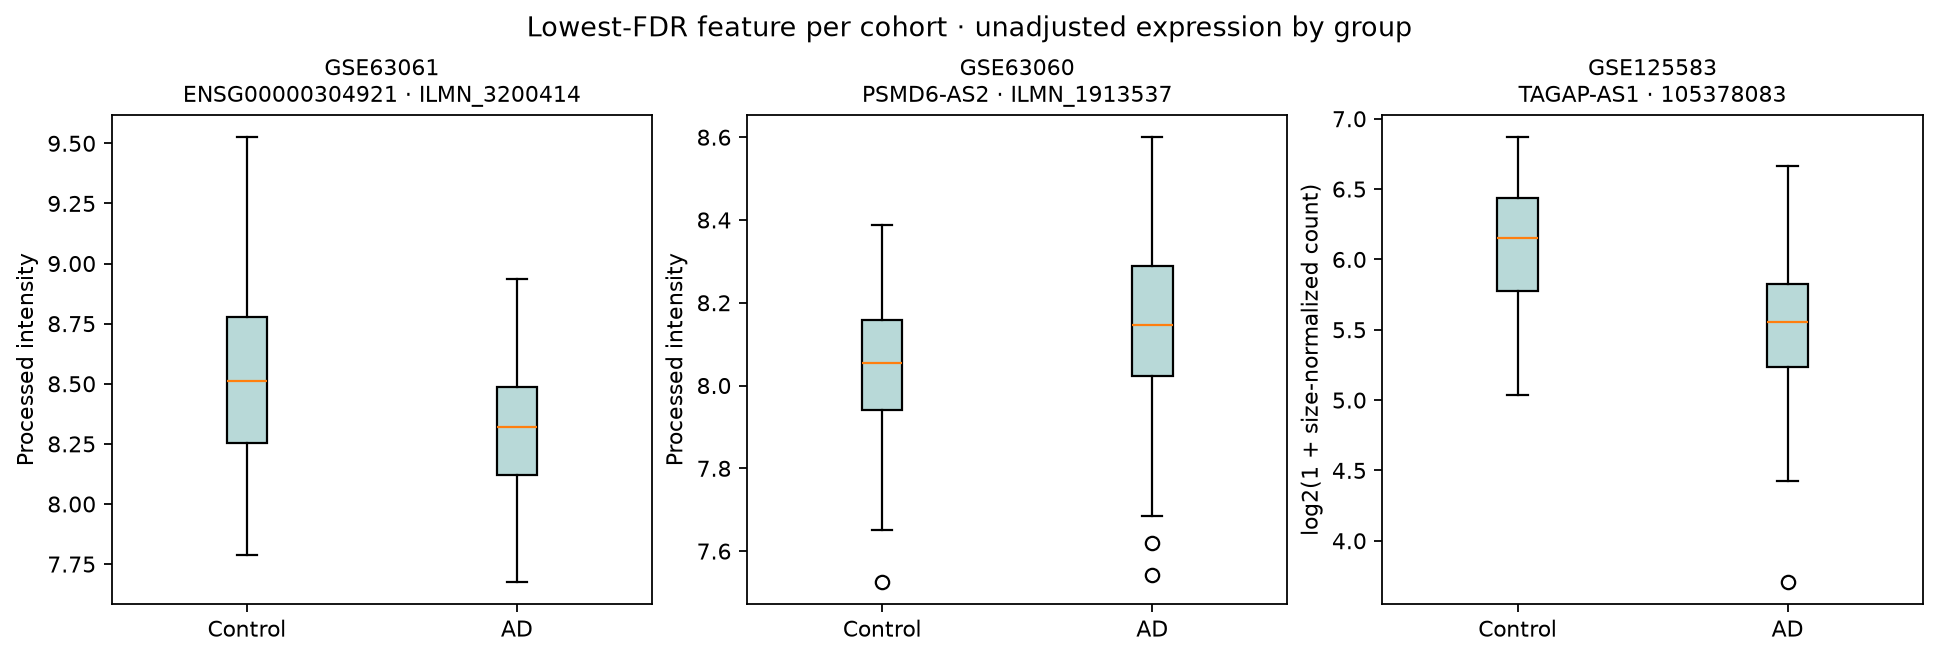 Lowest-FDR feature per cohort · unadjusted expression by group
GSE63061
ENSG00000304921 · ILMN_3200414
Processed intensity
9.50
9.25
9.00
8.75
8.50
8.25
8.00
7.75
Control
AD
GSE63060
PSMD6-AS2 · ILMN_1913537
Processed intensity
8.6
8.4
8.2
8.0
7.8
7.6
Control
AD
GSE125583
TAGAP-AS1 · 105378083
log2(1 + size-normalized count)
7.0
6.5
6.0
5.5
5.0
4.5
4.0
Control
AD